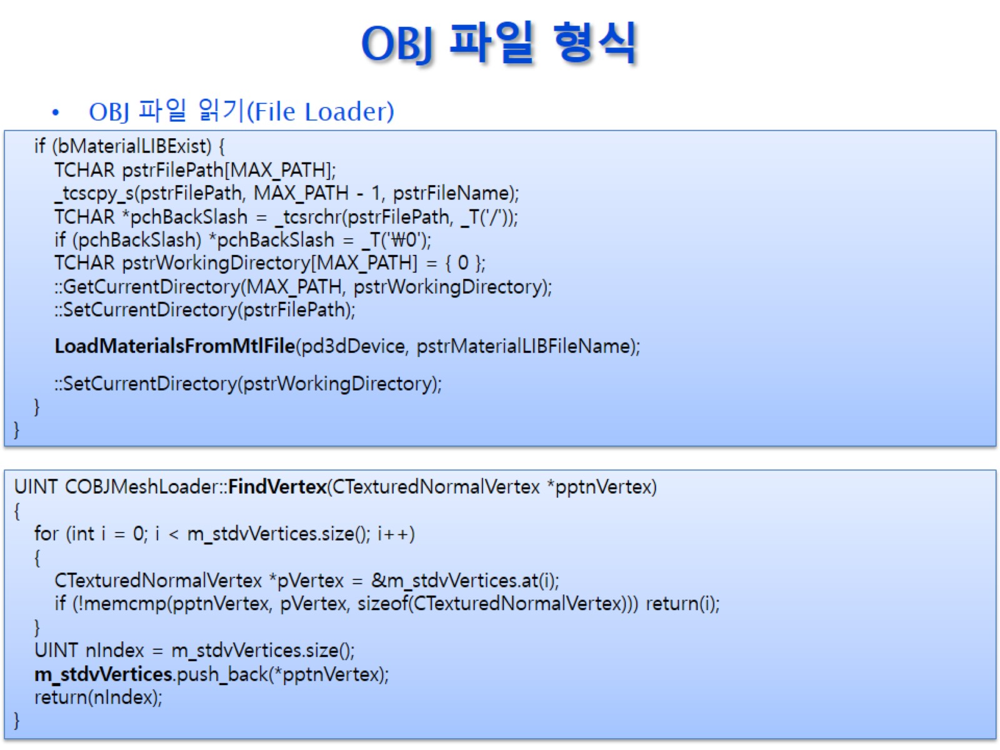 OBJ 파일 형식
• OBJ 파일 읽기(File Loader)
if (bMaterialLIBExist) {
TCHAR pstrFilePath[MAX_PATH];
_tcscpy_s(pstrFilePath, MAX_PATH - 1, pstrFileName);
TCHAR *pchBackSlash = _tcsrchr(pstrFilePath, _T('/'));
if (pchBackSlash) *pchBackSlash = _T('₩0');
TCHAR pstrWorkingDirectory[MAX_PATH] = { 0 };
::GetCurrentDirectory(MAX_PATH, pstrWorkingDirectory);
::SetCurrentDirectory(pstrFilePath);
LoadMaterialsFromMtlFile(pd3dDevice, pstrMaterialLIBFileName);
::SetCurrentDirectory(pstrWorkingDirectory);
}
}
UINT COBJMeshLoader::FindVertex(CTexturedNormalVertex *pptnVertex)
{
for (int i = 0; i < m_stdvVertices.size(); i++)
{
CTexturedNormalVertex *pVertex = &m_stdvVertices.at(i);
if (!memcmp(pptnVertex, pVertex, sizeof(CTexturedNormalVertex))) return(i);
}
UINT nIndex = m_stdvVertices.size();
m_stdvVertices.push_back(*pptnVertex);
return(nIndex);
}